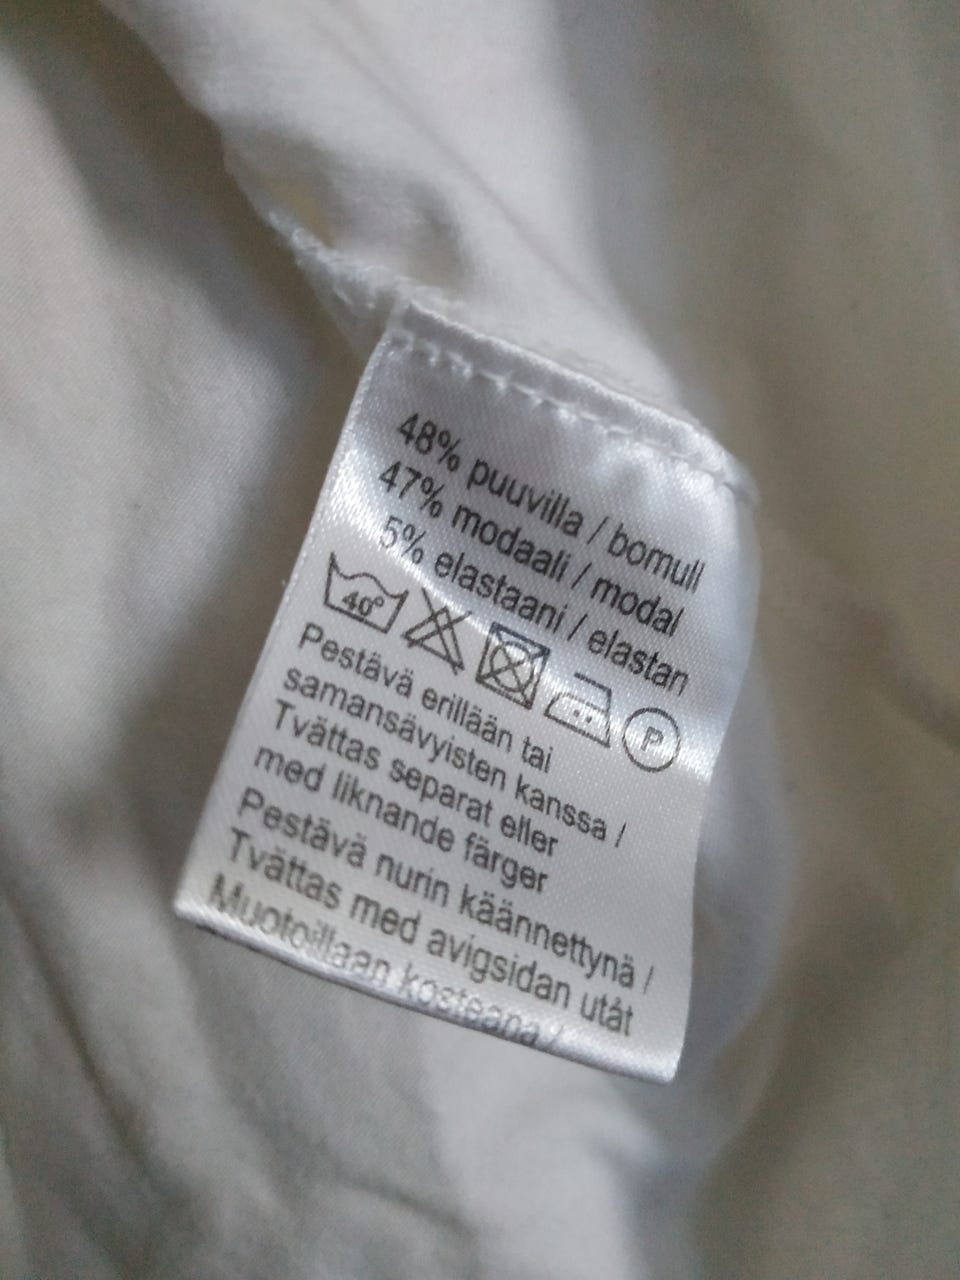 48% puuvilla / bomull
47% modaali / modal
5% elastaani / elastan
40° P
Pestävä erillään tai
samansävyisten kanssa /
Tvättas separat eller
med liknande färger
Pestävä nurin käännettynä /
Tvättas med avigsidan utåt
Muotoillaan kosteana /